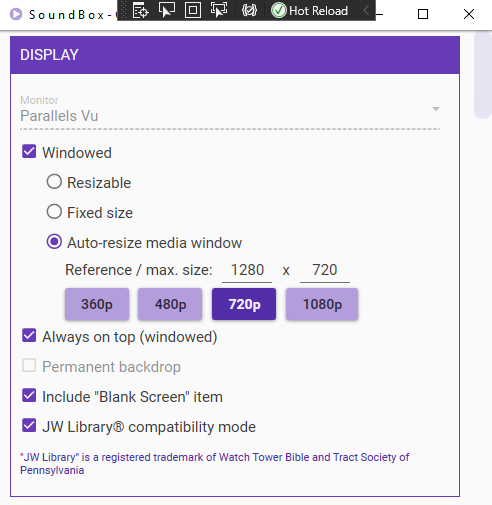 SoundBox-
Hot Reload
DISPLAY
Monitor
Parallels Vu
Windowed
Resizable
Fixed size
Auto-resize media window
Reference / max. size: 1280 x 720
360p 480p 720p 1080p
Always on top (windowed)
Permanent backdrop
Include "Blank Screen" item
JW Library® compatibility mode
"JW Library" is a registered trademark of Watch Tower Bible and Tract Society of
Pennsylvania